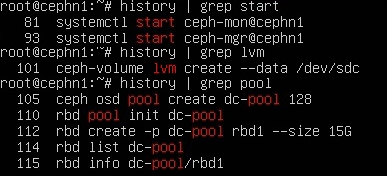 root@cephn1:~# history | grep start
81 systemctl start ceph-mon@cephn1
93 systemctl start ceph-mgr@cephn1
root@cephn1:~# history | grep lvm
101 ceph-volume lvm create --data /dev/sdc
root@cephn1:~# history | grep pool
105 ceph osd pool create dc-pool 128
110 rbd pool init dc-pool
112 rbd create -p dc-pool rbd1 --size 15G
114 rbd list dc-pool
115 rbd info dc-pool/rbd1